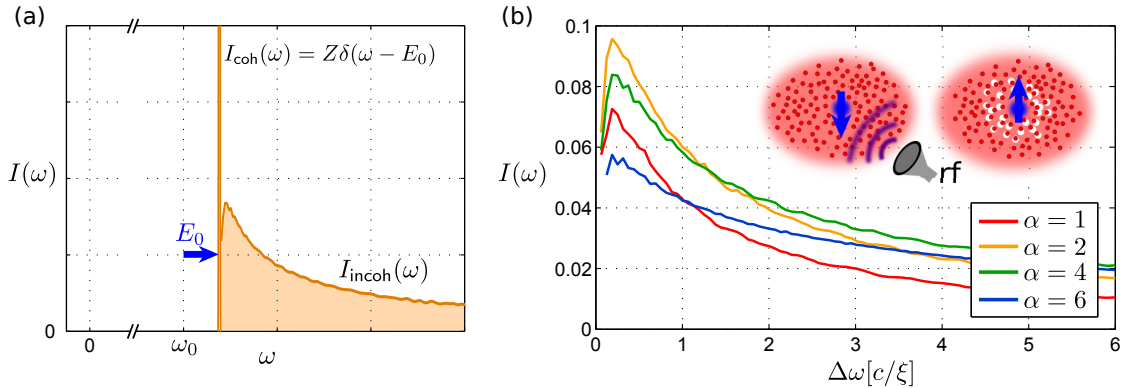 (a)
I_coh(ω) = Zδ(ω − E_0)
I(ω)
E_0
I_incoh(ω)
0
0
ω_0
ω
(b)
0.1
0.08
0.06
0.04
0.02
0
I(ω)
rf
α = 1
α = 2
α = 4
α = 6
0
1
2
3
4
5
6
Δω[c/ξ]